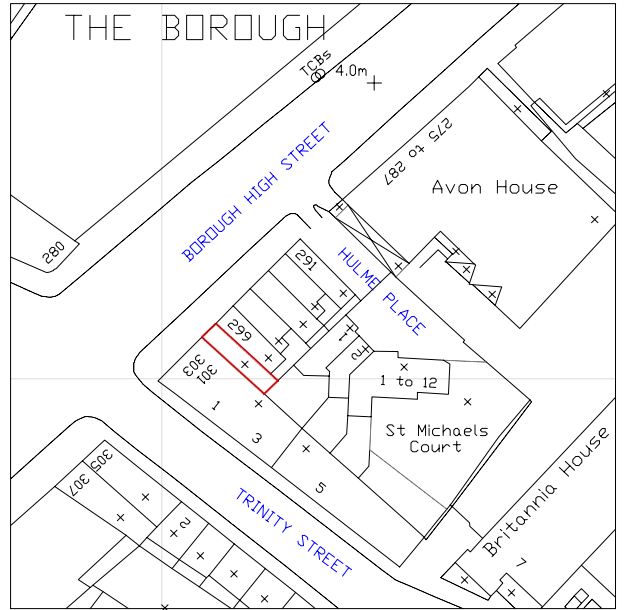 THE BOROUGH
TCBs
4.0m
BOROUGH HIGH STREET
275 to 287
Avon House
280
291
HULME PLACE
299
301
303
1
2
1 to 12
1
3
5
St Michaels
Court
305
307
2
TRINITY STREET
Britannia House
7